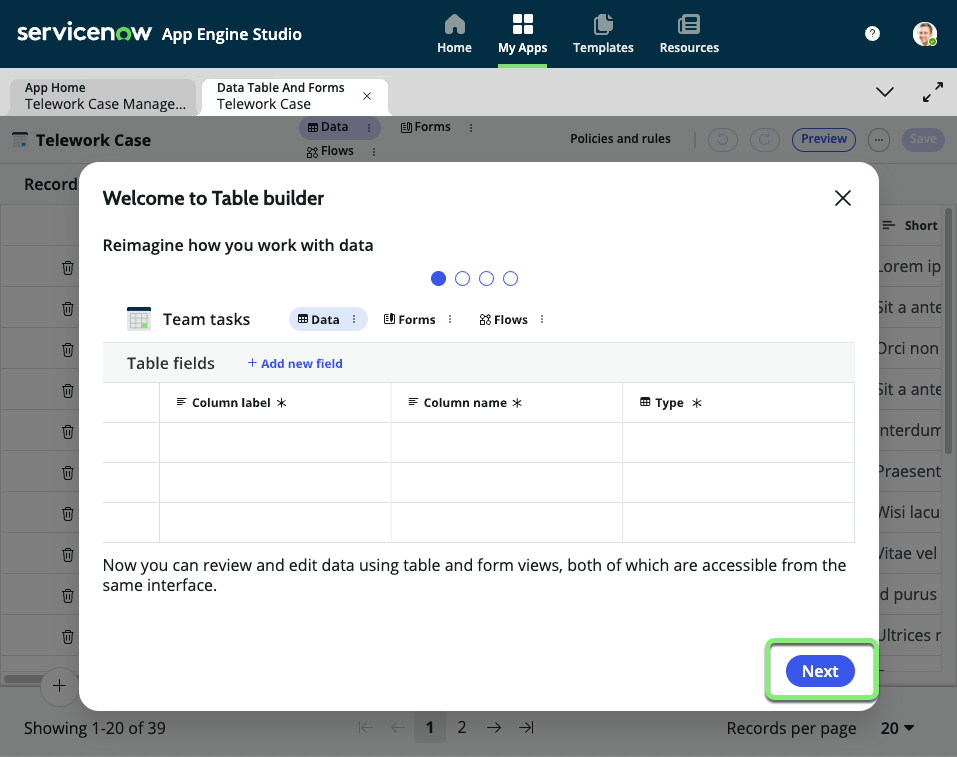 servicenow App Engine Studio
Home
My Apps
Templates
Resources
?
App Home
Telework Case Manage...
Data Table And Forms
Telework Case
Telework Case
Data
Forms
Flows
Policies and rules
Preview
...
Save
Record
Short
Welcome to Table builder
Reimagine how you work with data
Team tasks
Data
Forms
Flows
Table fields
+ Add new field
Column label *
Column name *
Type *
Now you can review and edit data using table and form views, both of which are accessible from the
same interface.
Next
Lorem ip
Sit a ante
Orci non
Sit a ante
nterdum
Praesent
Wisi lacu
Vitae vel
d purus
Ultrices
Showing 1-20 of 39
1
2
Records per page
20